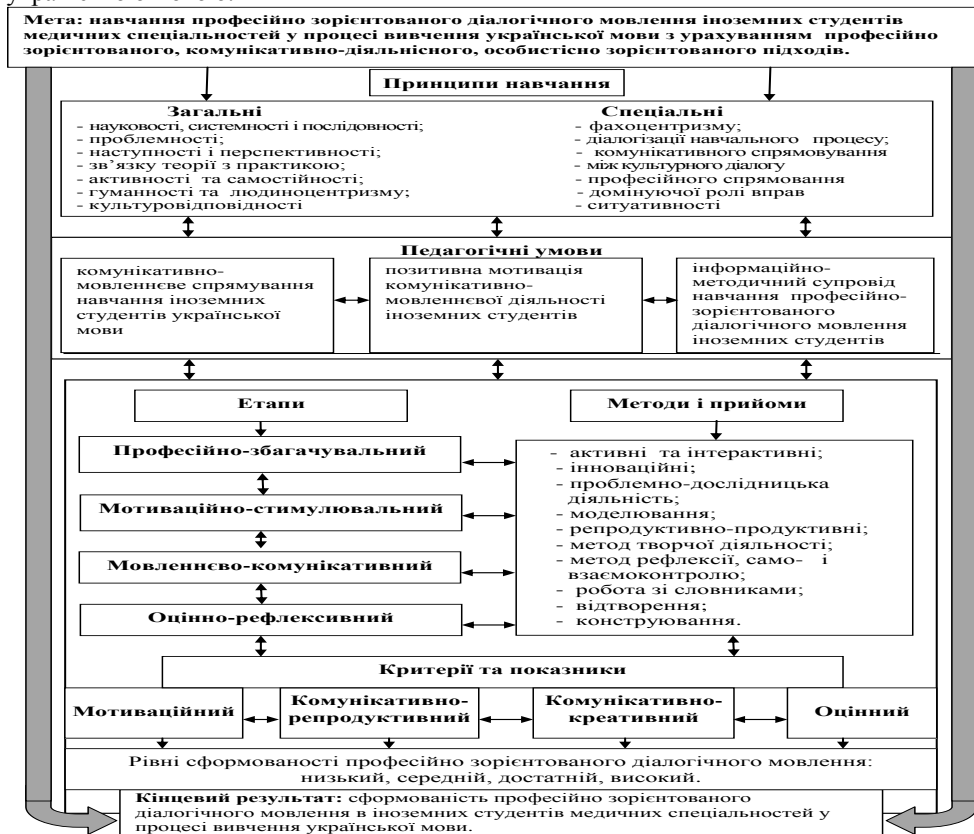 Мета: навчання професійно зорієнтованого діалогічного мовлення іноземних студентів
медичних спеціальностей у процесі вивчення української мови з урахуванням професійно
зорієнтованого, комунікативно-діяльнісного, особистісно зорієнтованого підходів.
Принципи навчання
Загальні
- науковості, системності і послідовності;
- проблемності;
- наступності і перспективності;
- зв’язку теорії з практикою;
- активності та самостійності;
- гуманності та людиноцентризму;
- культуровідповідності
Спеціальні
- фахоцентризму;
- діалогізації навчального процесу;
- комунікативного спрямовування
- між культурного діалогу
- професійного спрямовання
- домінуючої ролі вправ
- ситуативності
Педагогічні умови
комунікативно-
мовленнєве спрямування
навчання іноземних
студентів української
мови
позитивна мотивація
комунікативно-
мовленнєвої діяльності
іноземних студентів
інформаційно-
методичний супровід
навчання професійно-
зорієнтованого
діалогічного мовлення
іноземних студентів
Етапи
Професійно-збагачувальний
Мотиваційно-стимулювальний
Мовленнєво-комунікативний
Оцінно-рефлексивний
Методи і прийоми
- активні та інтерактивні;
- інноваційні;
- проблемно-дослідницька
діяльність;
- моделювання;
- репродуктивно-продуктивні;
- метод творчої діяльності;
- метод рефлексії, само- і
взаємоконтролю;
- робота зі словниками;
- відтворення;
- конструювання.
Критерії та показники
Мотиваційний
Комунікативно-
репродуктивний
Комунікативно-
креативний
Оцінний
Рівні сформованості професійно зорієнтованого діалогічного мовлення:
низький, середній, достатній, високий.
Кінцевий результат: сформованість професійно зорієнтованого
діалогічного мовлення в іноземних студентів медичних спеціальностей у
процесі вивчення української мови.